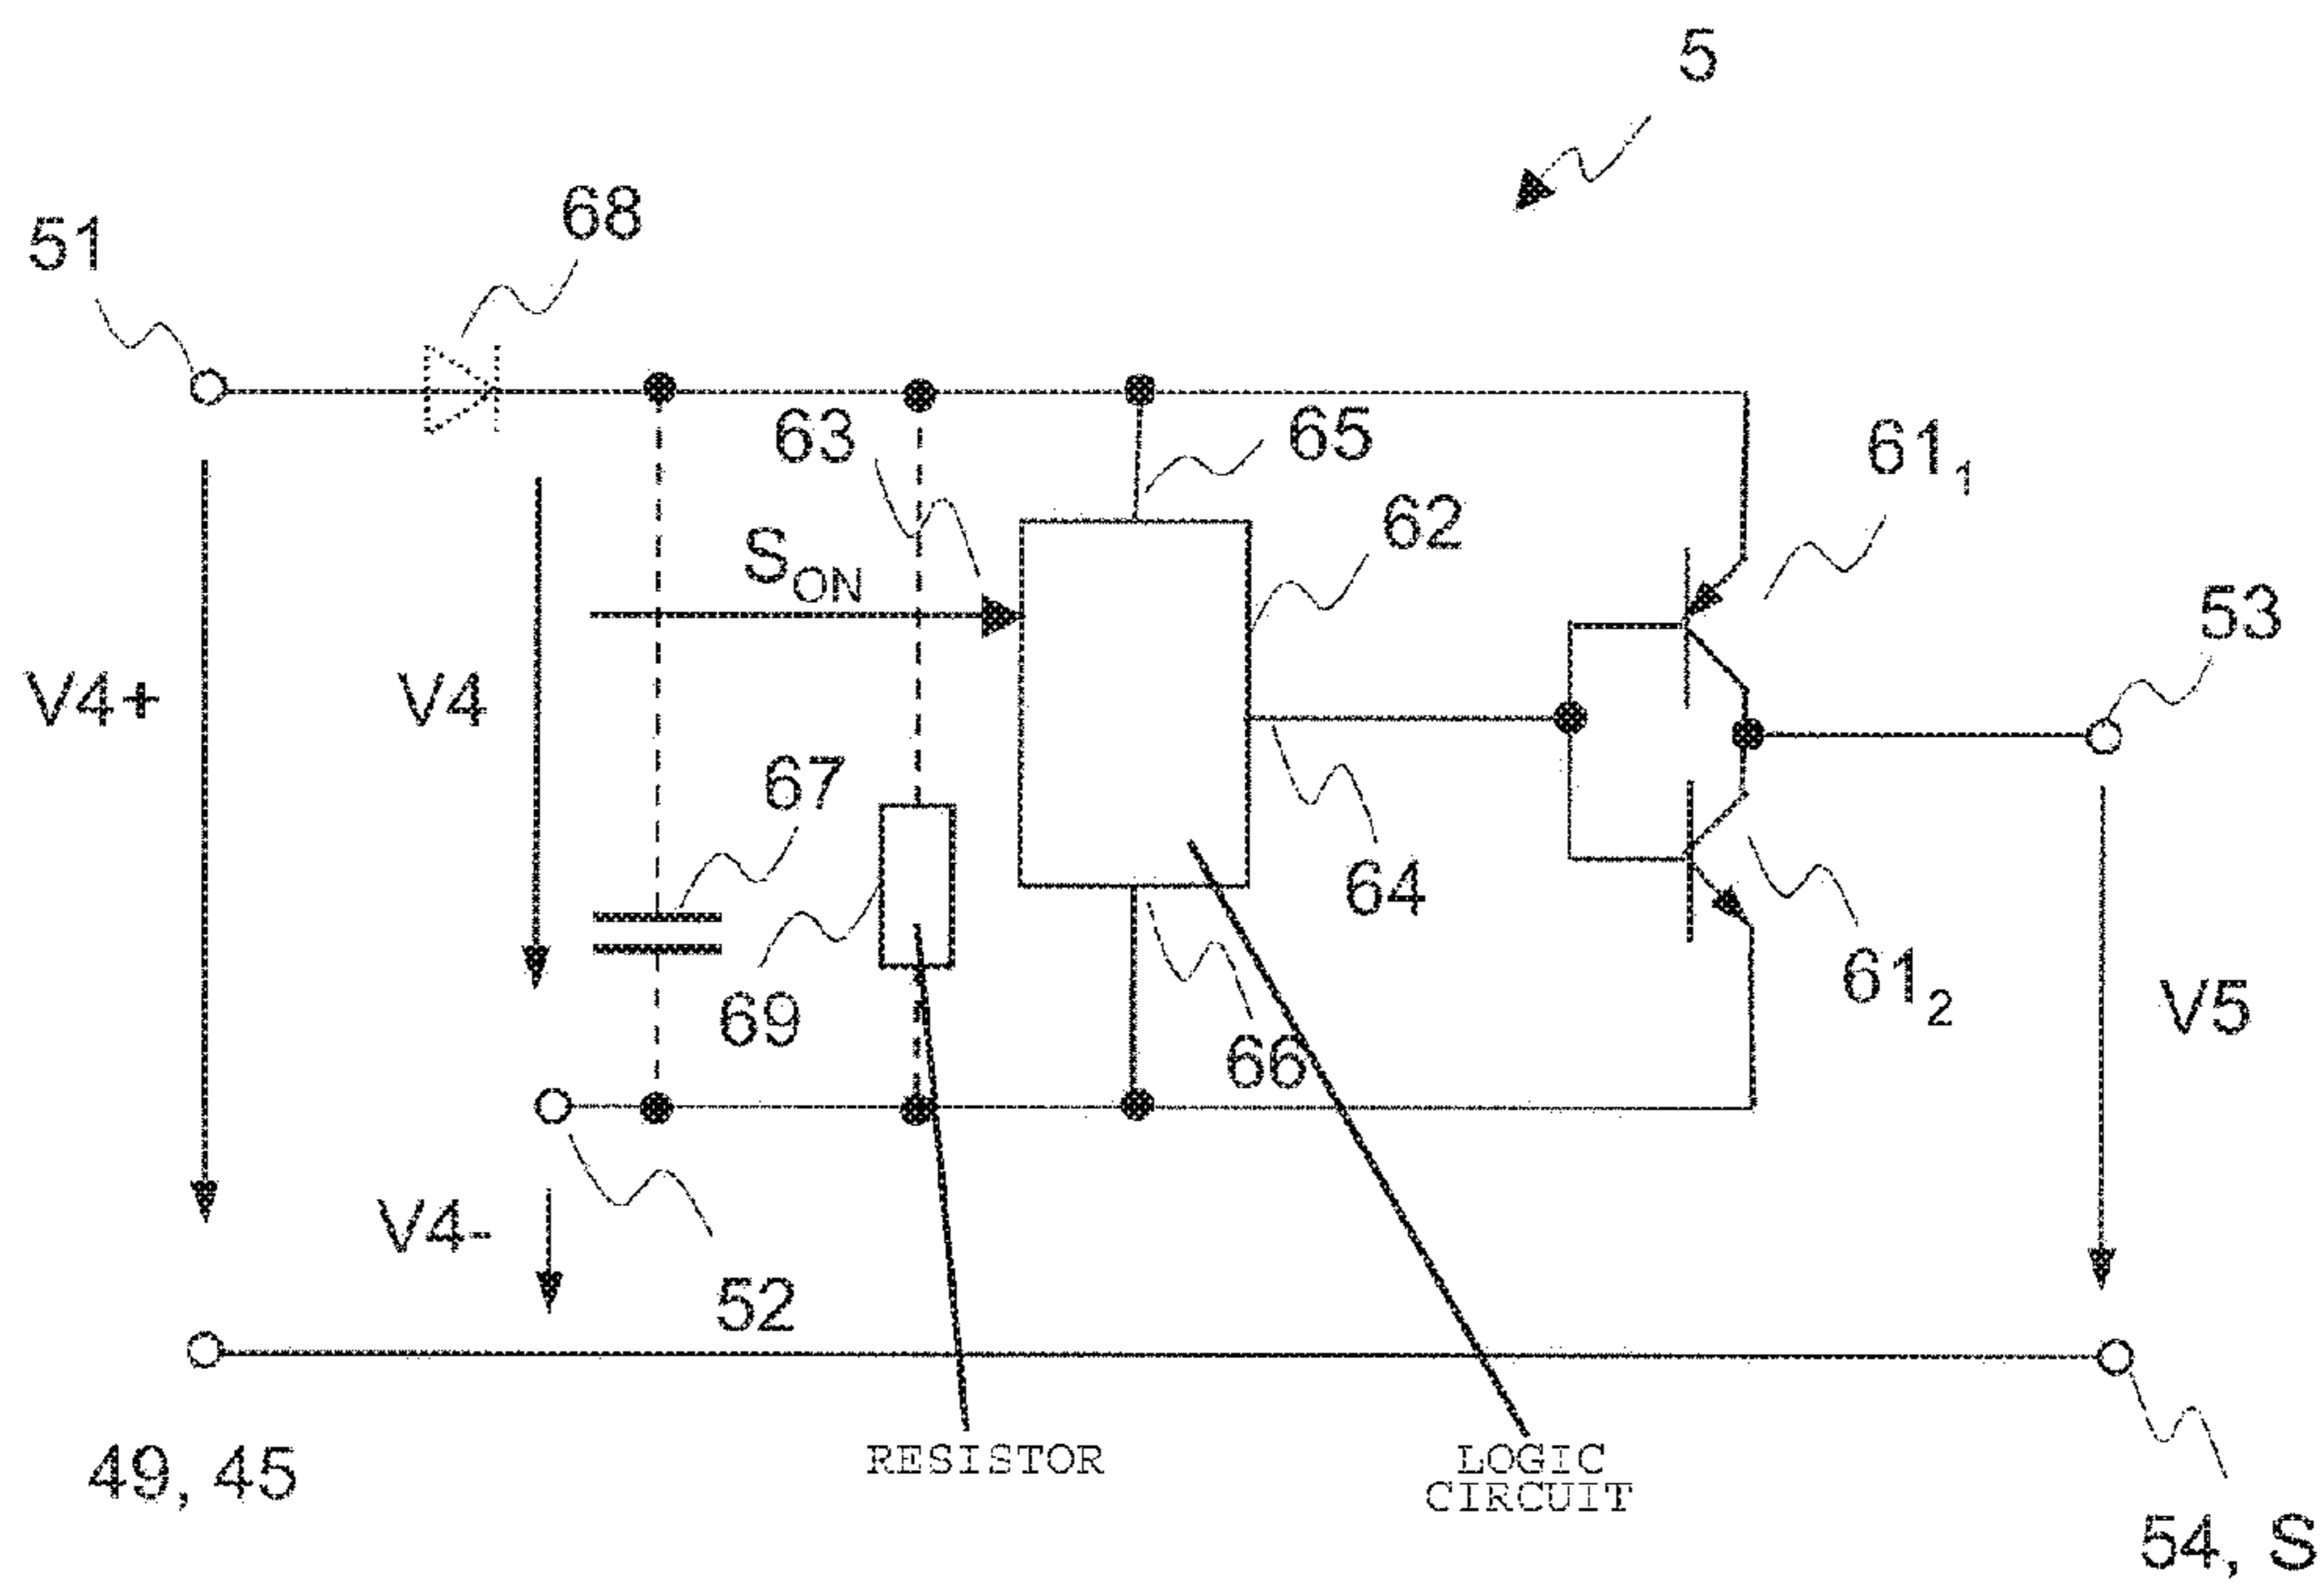 5
68
51
63
65
61₁
62
S_ON
53
V4+
V4
67
64
69
61₂
66
V5
V4-
52
49, 45
RESISTOR
LOGIC
CIRCUIT
54, S